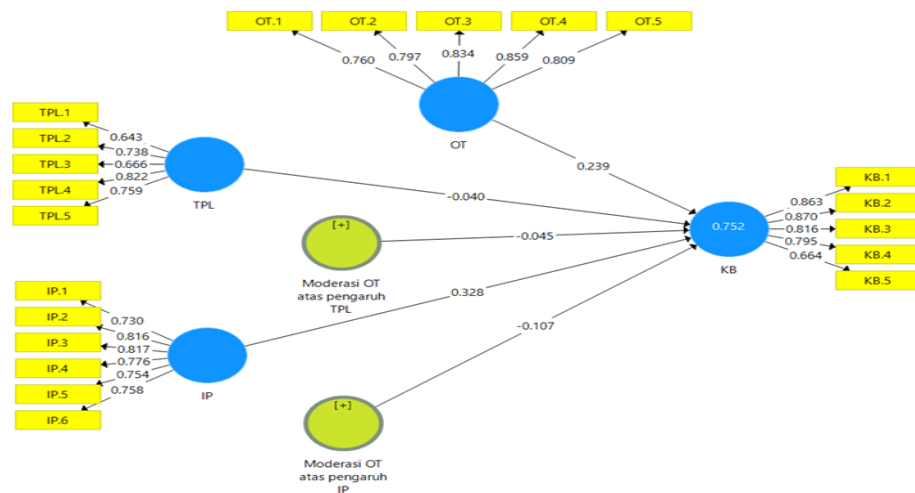 OT.1
OT.2
OT.3
OT.4
OT.5
0.760
0.797
0.834
0.859
0.809
OT
TPL.1
TPL.2
TPL.3
TPL.4
TPL.5
0.643
0.738
0.666
0.822
0.759
TPL
0.239
-0.040
[+]
Moderasi OT
atas pengaruh
TPL
-0.045
0.752
KB
0.863
0.870
0.816
0.795
0.664
KB.1
KB.2
KB.3
KB.4
KB.5
IP.1
IP.2
IP.3
IP.4
IP.5
IP.6
0.730
0.816
0.817
0.776
0.754
0.758
IP
0.328
-0.107
[+]
Moderasi OT
atas pengaruh
IP